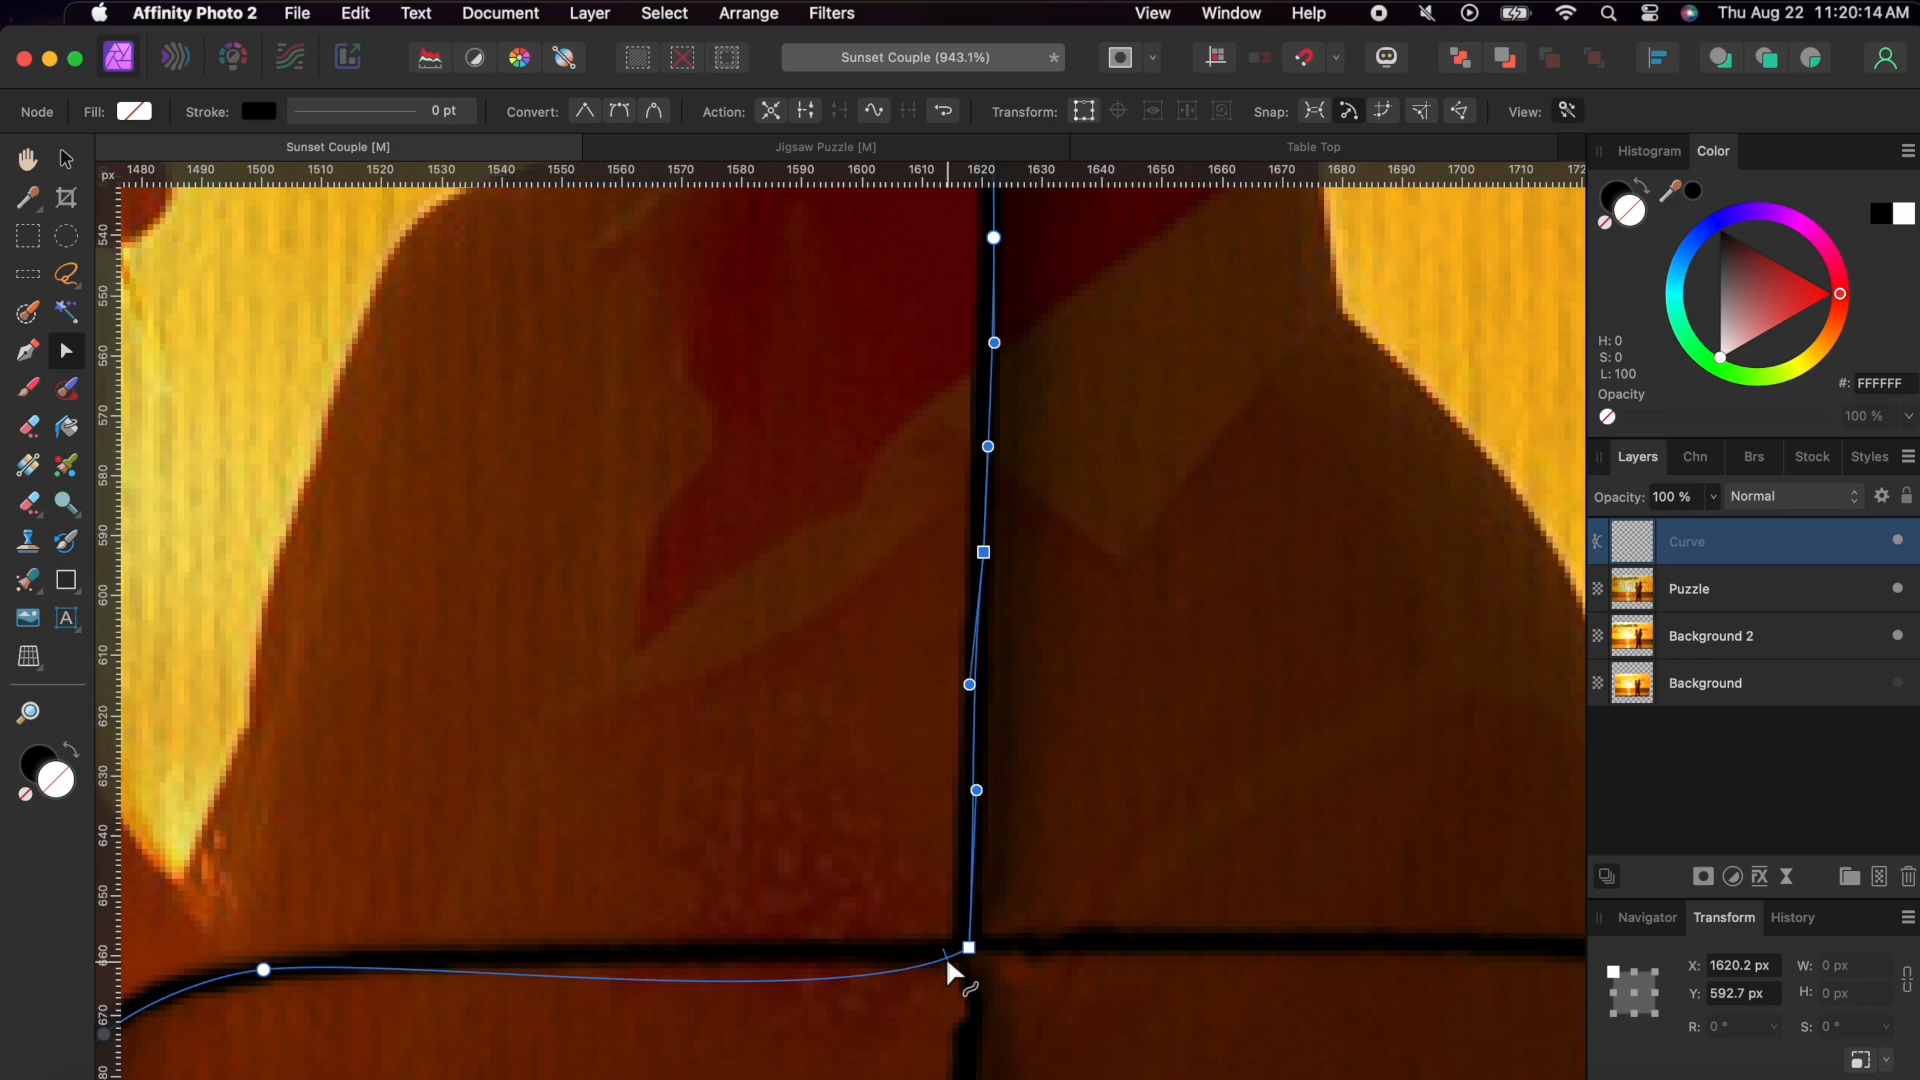 Affinity Photo 2 File Edit Text Document Layer Select Arrange Filters View Window Help Thu Aug 22 11:20:14 AM
Sunset Couple (943.1%) *
Node Fill: Stroke: 0 pt Convert: Action: Transform: Snap: View:
Sunset Couple [M] Jigsaw Puzzle [M] Table Top
px 1480 1490 1500 1510 1520 1530 1540 1550 1560 1570 1580 1590 1600 1610 1620 1630 1640 1650 1660 1670 1680 1690 1700 1710 172
540
550
560
570
580
590
600
610
620
630
640
650
660
670
80
A
Histogram Color
H: 0
S: 0
L: 100
#: FFFFFF
Opacity
100 %
Layers Chn Brs Stock Styles
Opacity: 100 % Normal
Curve
Puzzle
Background 2
Background
FX
Navigator Transform History
X: 1620.2 px W: 0 px
Y: 592.7 px H: 0 px
R: 0 ° S: 0 °